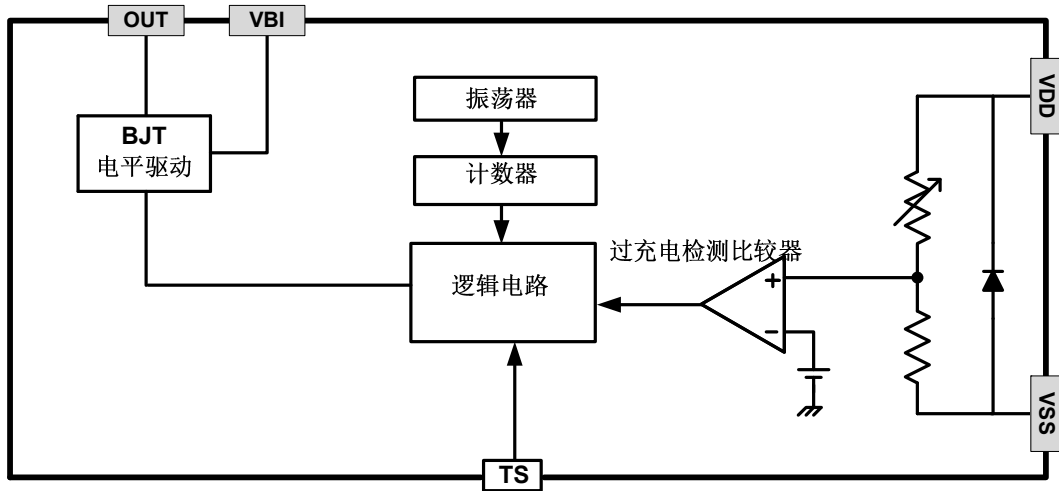 OUT
VBI
VDD
振荡器
BJT
电平驱动
计数器
过充电检测比较器
逻辑电路
+
-
VSS
TS